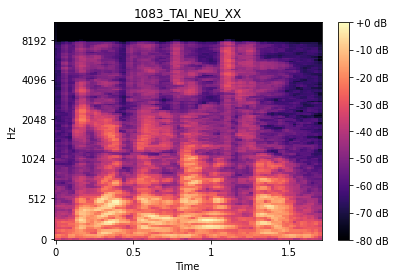 1083_TAI_NEU_XX
+0 dB
8192
-10 dB
4096
-20 dB
-30 dB
2048
Hz
-40 dB
1024
-50 dB
512
-60 dB
-70 dB
0
-80 dB
0
0.5
1
1.5
Time